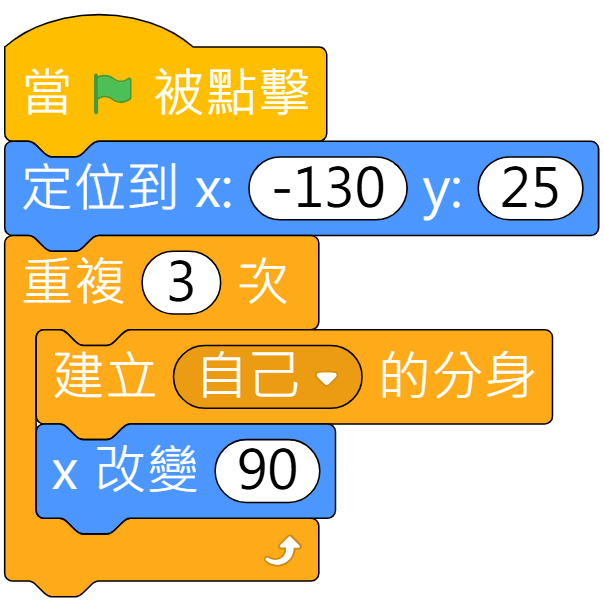 當 被點擊
定位到 x: -130 y: 25
重複 3 次
建立 自己 的分身
x 改變 90